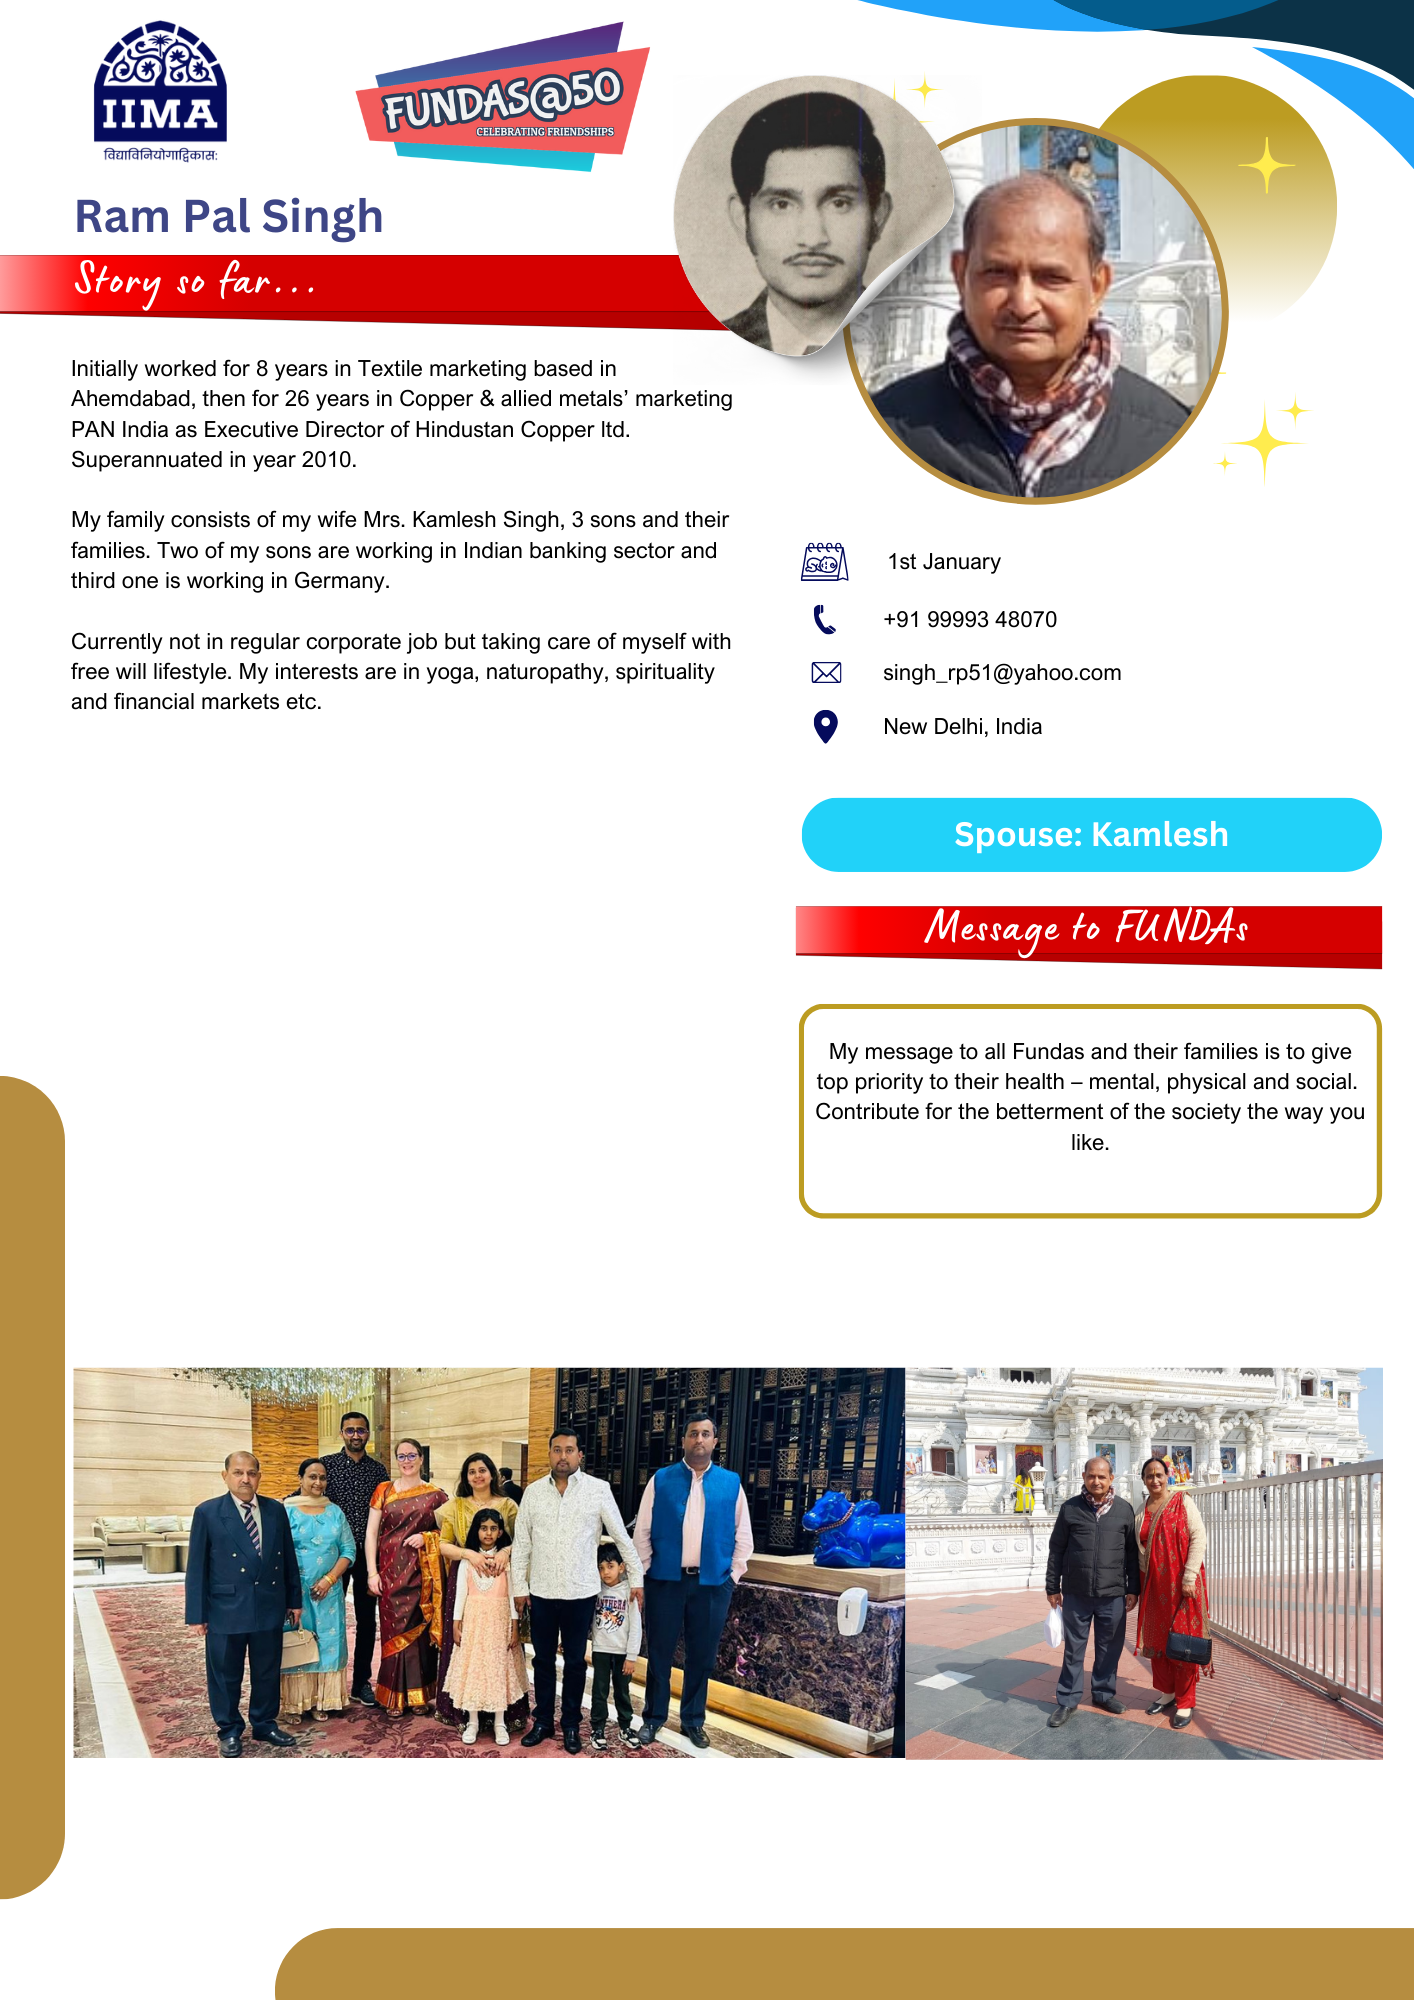 IIMA
विद्याविनियोगाद्विकास:
FUNDAS@50
CELEBRATING FRIENDSHIPS
Ram Pal Singh
Story so far...
Initially worked for 8 years in Textile marketing based in
Ahemdabad, then for 26 years in Copper & allied metals’ marketing
PAN India as Executive Director of Hindustan Copper ltd.
Superannuated in year 2010.
My family consists of my wife Mrs. Kamlesh Singh, 3 sons and their
families. Two of my sons are working in Indian banking sector and
third one is working in Germany.
Currently not in regular corporate job but taking care of myself with
free will lifestyle. My interests are in yoga, naturopathy, spirituality
and financial markets etc.
1st January
+91 99993 48070
singh_rp51@yahoo.com
New Delhi, India
Spouse: Kamlesh
Message to FUNDAs
My message to all Fundas and their families is to give
top priority to their health – mental, physical and social.
Contribute for the betterment of the society the way you
like.